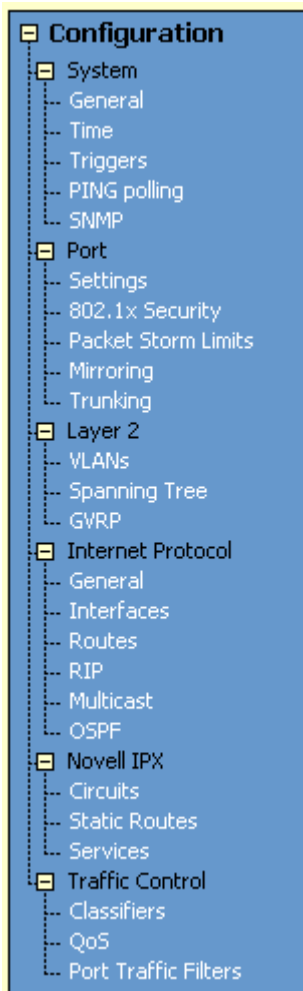 Configuration
System
General
Time
Triggers
PING polling
SNMP
Port
Settings
802.1x Security
Packet Storm Limits
Mirroring
Trunking
Layer 2
VLANs
Spanning Tree
GVRP
Internet Protocol
General
Interfaces
Routes
RIP
Multicast
OSPF
Novell IPX
Circuits
Static Routes
Services
Traffic Control
Classifiers
QoS
Port Traffic Filters